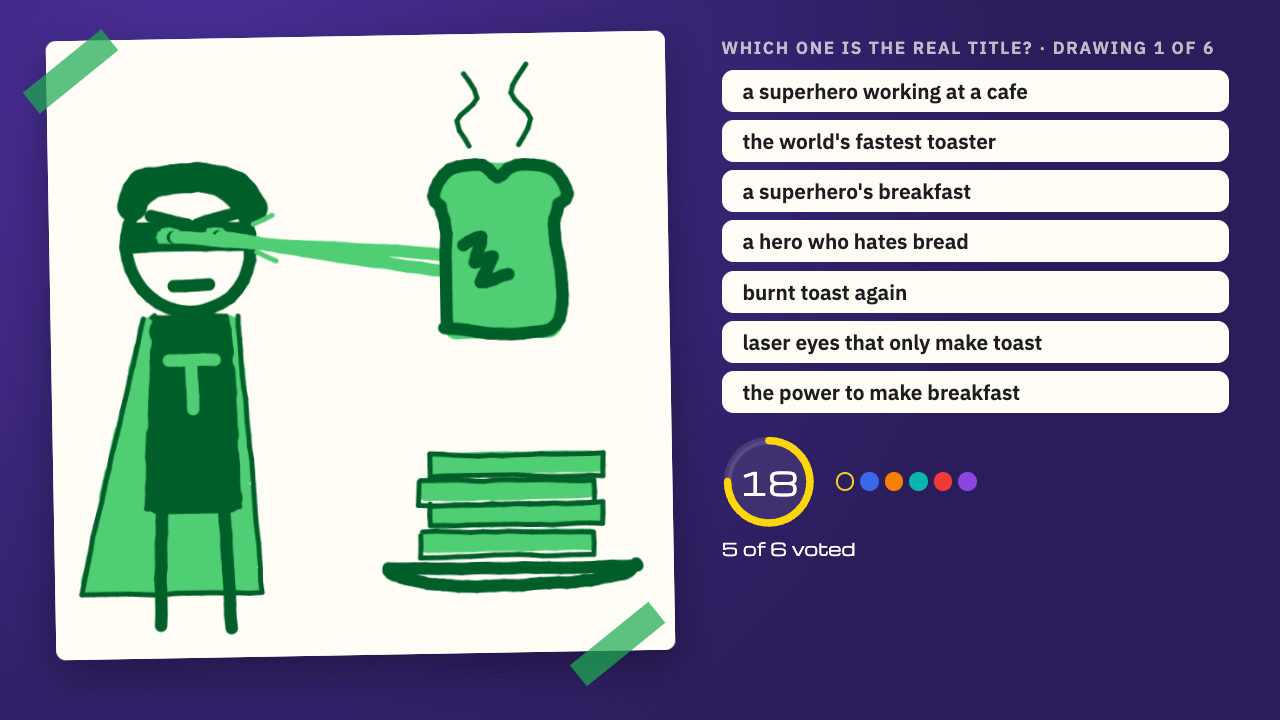 WHICH ONE IS THE REAL TITLE? · DRAWING 1 OF 6
a superhero working at a cafe
the world's fastest toaster
a superhero's breakfast
a hero who hates bread
burnt toast again
laser eyes that only make toast
the power to make breakfast
T
18
5 of 6 voted